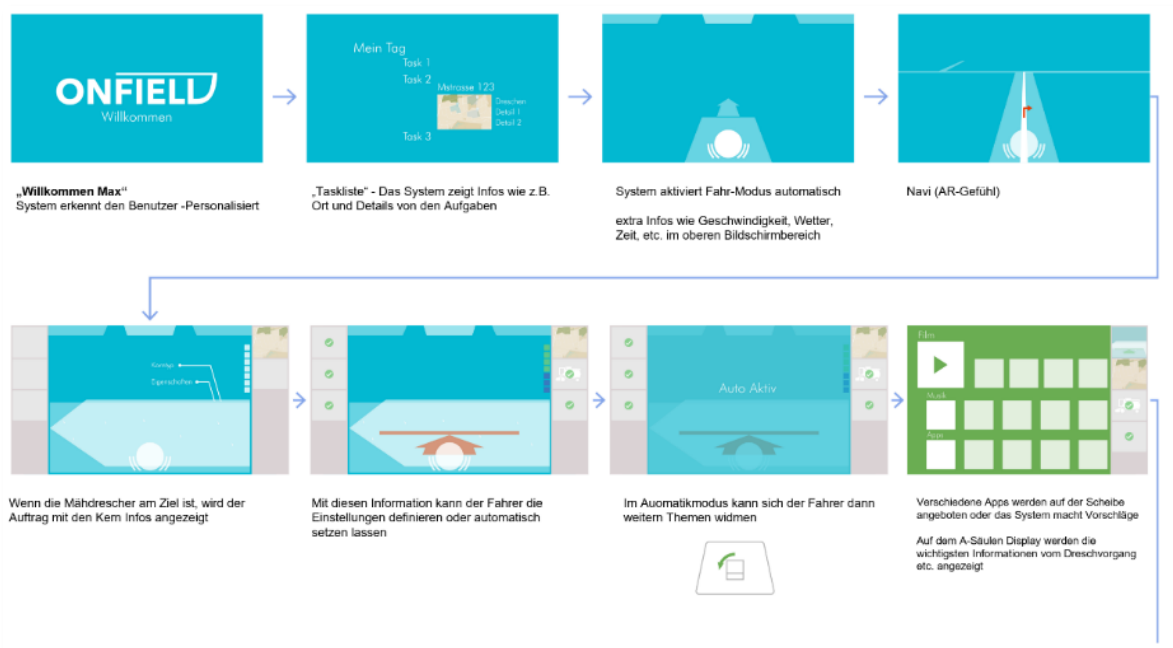 ONFIELD
Willkommen
„Willkommen Max“
System erkennt den Benutzer -Personalisiert
Mein Tag
Task 1
Task 2
Mstrasse 123
Dreschen
Detail 1
Detail 2
Task 3
„Taskliste“ - Das System zeigt Infos wie z.B.
Ort und Details von den Aufgaben
System aktiviert Fahr-Modus automatisch
extra Infos wie Geschwindigkeit, Wetter,
Zeit, etc. im oberen Bildschirmbereich
Navi (AR-Gefühl)
Korntyp
Eigenschaften
Wenn die Mähdrescher am Ziel ist, wird der
Auftrag mit den Kern Infos angezeigt
Mit diesen Information kann der Fahrer die
Einstellungen definieren oder automatisch
setzen lassen
Auto Aktiv
Im Auomatikmodus kann sich der Fahrer dann
weitern Themen widmen
Film
Musik
Apps
Verschiedene Apps werden auf der Scheibe
angeboten oder das System macht Vorschläge
Auf dem A-Säulen Display werden die
wichtigsten Informationen vom Dreschvorgang
etc. angezeigt